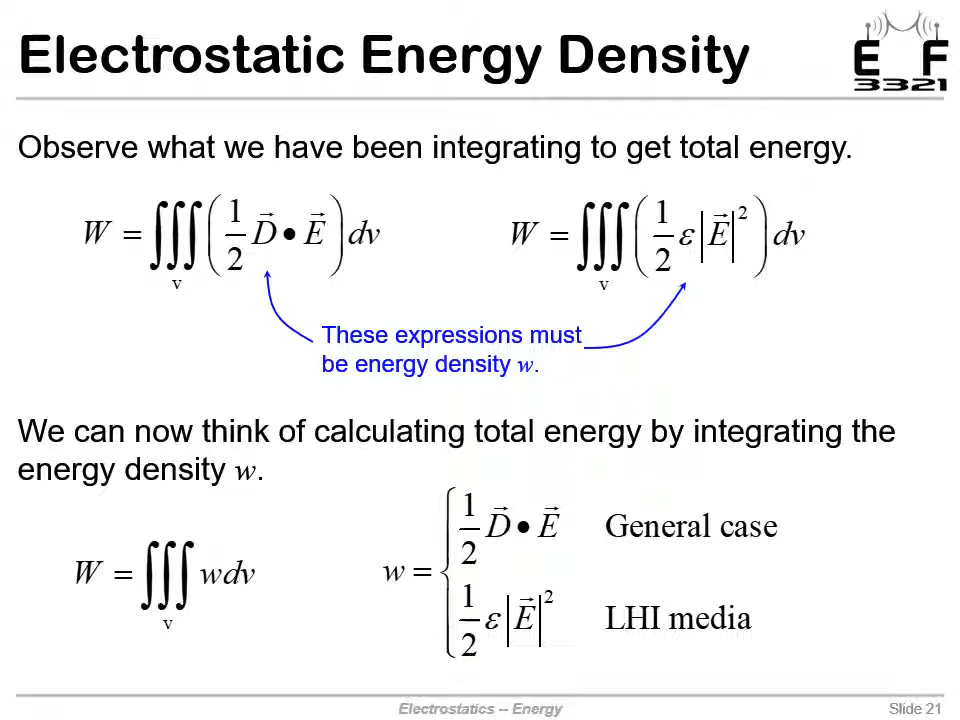 Electrostatic Energy Density
EMF
3321
Observe what we have been integrating to get total energy.
W = ∭_v (1/2 D⃗ • E⃗) dv
W = ∭_v (1/2 ε |E⃗|²) dv
These expressions must
be energy density w.
We can now think of calculating total energy by integrating the
energy density w.
W = ∭_v wdv
w = { 1/2 D⃗ • E⃗ General case
1/2 ε |E⃗|² LHI media
Electrostatics -- Energy
Slide 21